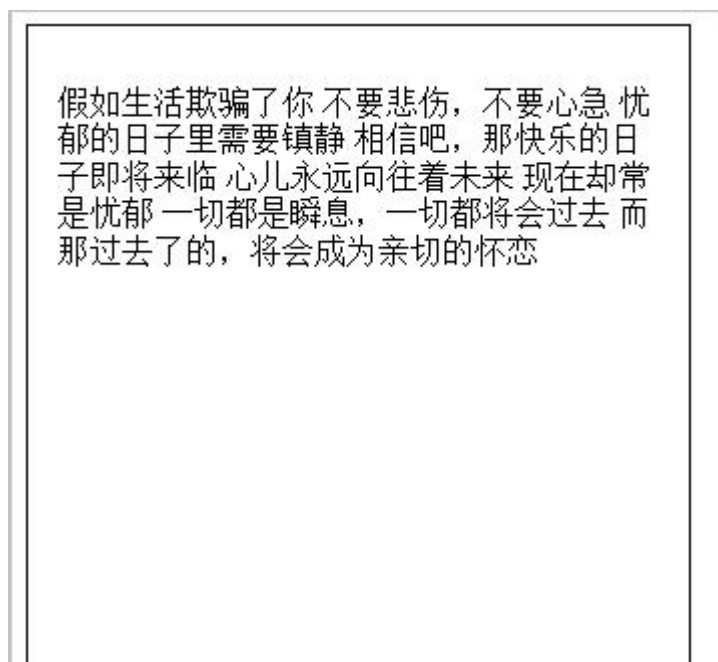 假如生活欺骗了你 不要悲伤，不要心急 忧
郁的日子里需要镇静 相信吧，那快乐的日
子即将来临 心儿永远向往着未来 现在却常
是忧郁 一切都是瞬息，一切都将会过去 而
那过去了的，将会成为亲切的怀恋